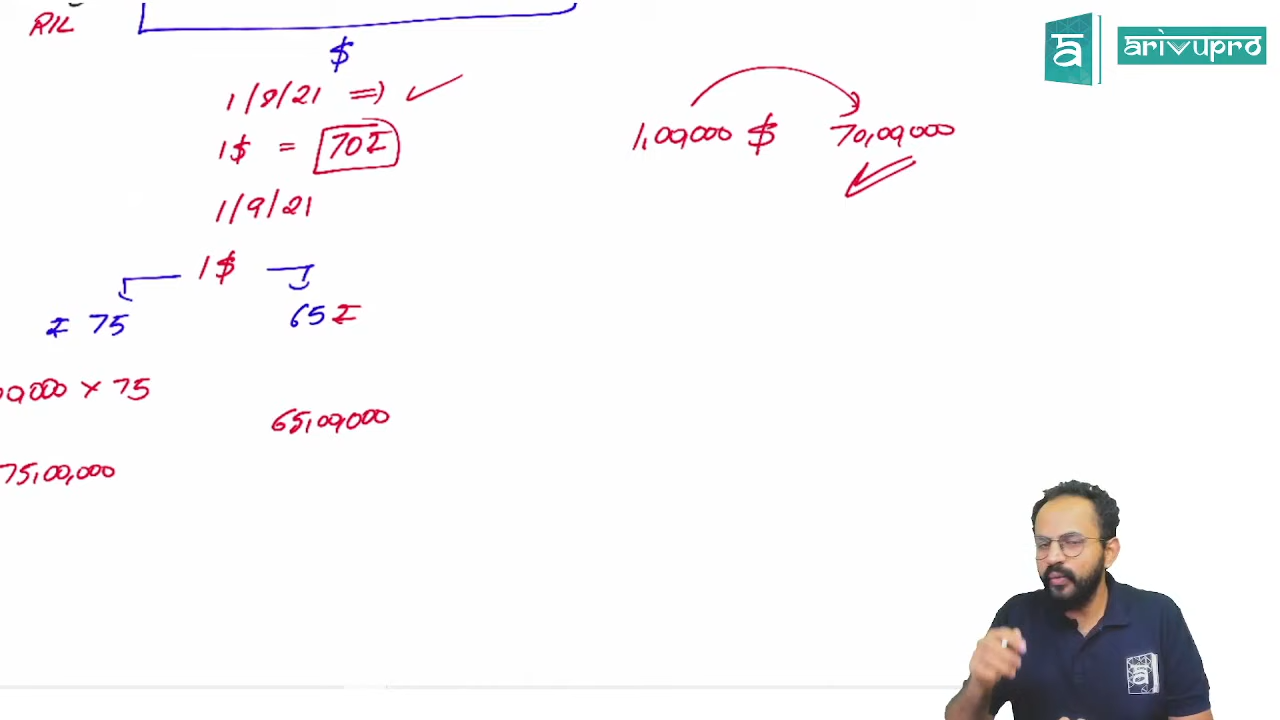 RIL
$
1/8/21 =>
1$ = 70₹
1/9/21
1$
₹ 75
65₹
00,000 × 75
65,00,000
75,00,000
1,00,000 $ 70,00,000
a arivupro
a